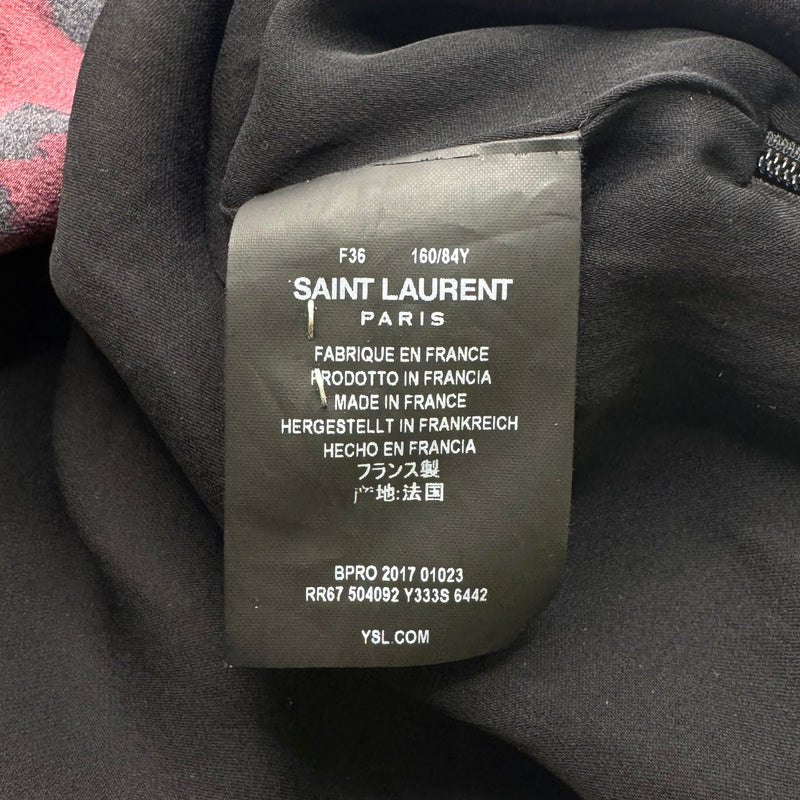 F36 160/84Y
SAINT LAURENT
PARIS
FABRIQUE EN FRANCE
PRODOTTO IN FRANCIA
MADE IN FRANCE
HERGESTELLT IN FRANKREICH
HECHO EN FRANCIA
フランス製
产地:法国
BPRO 2017 01023
RR67 504092 Y333S 6442
YSL.COM